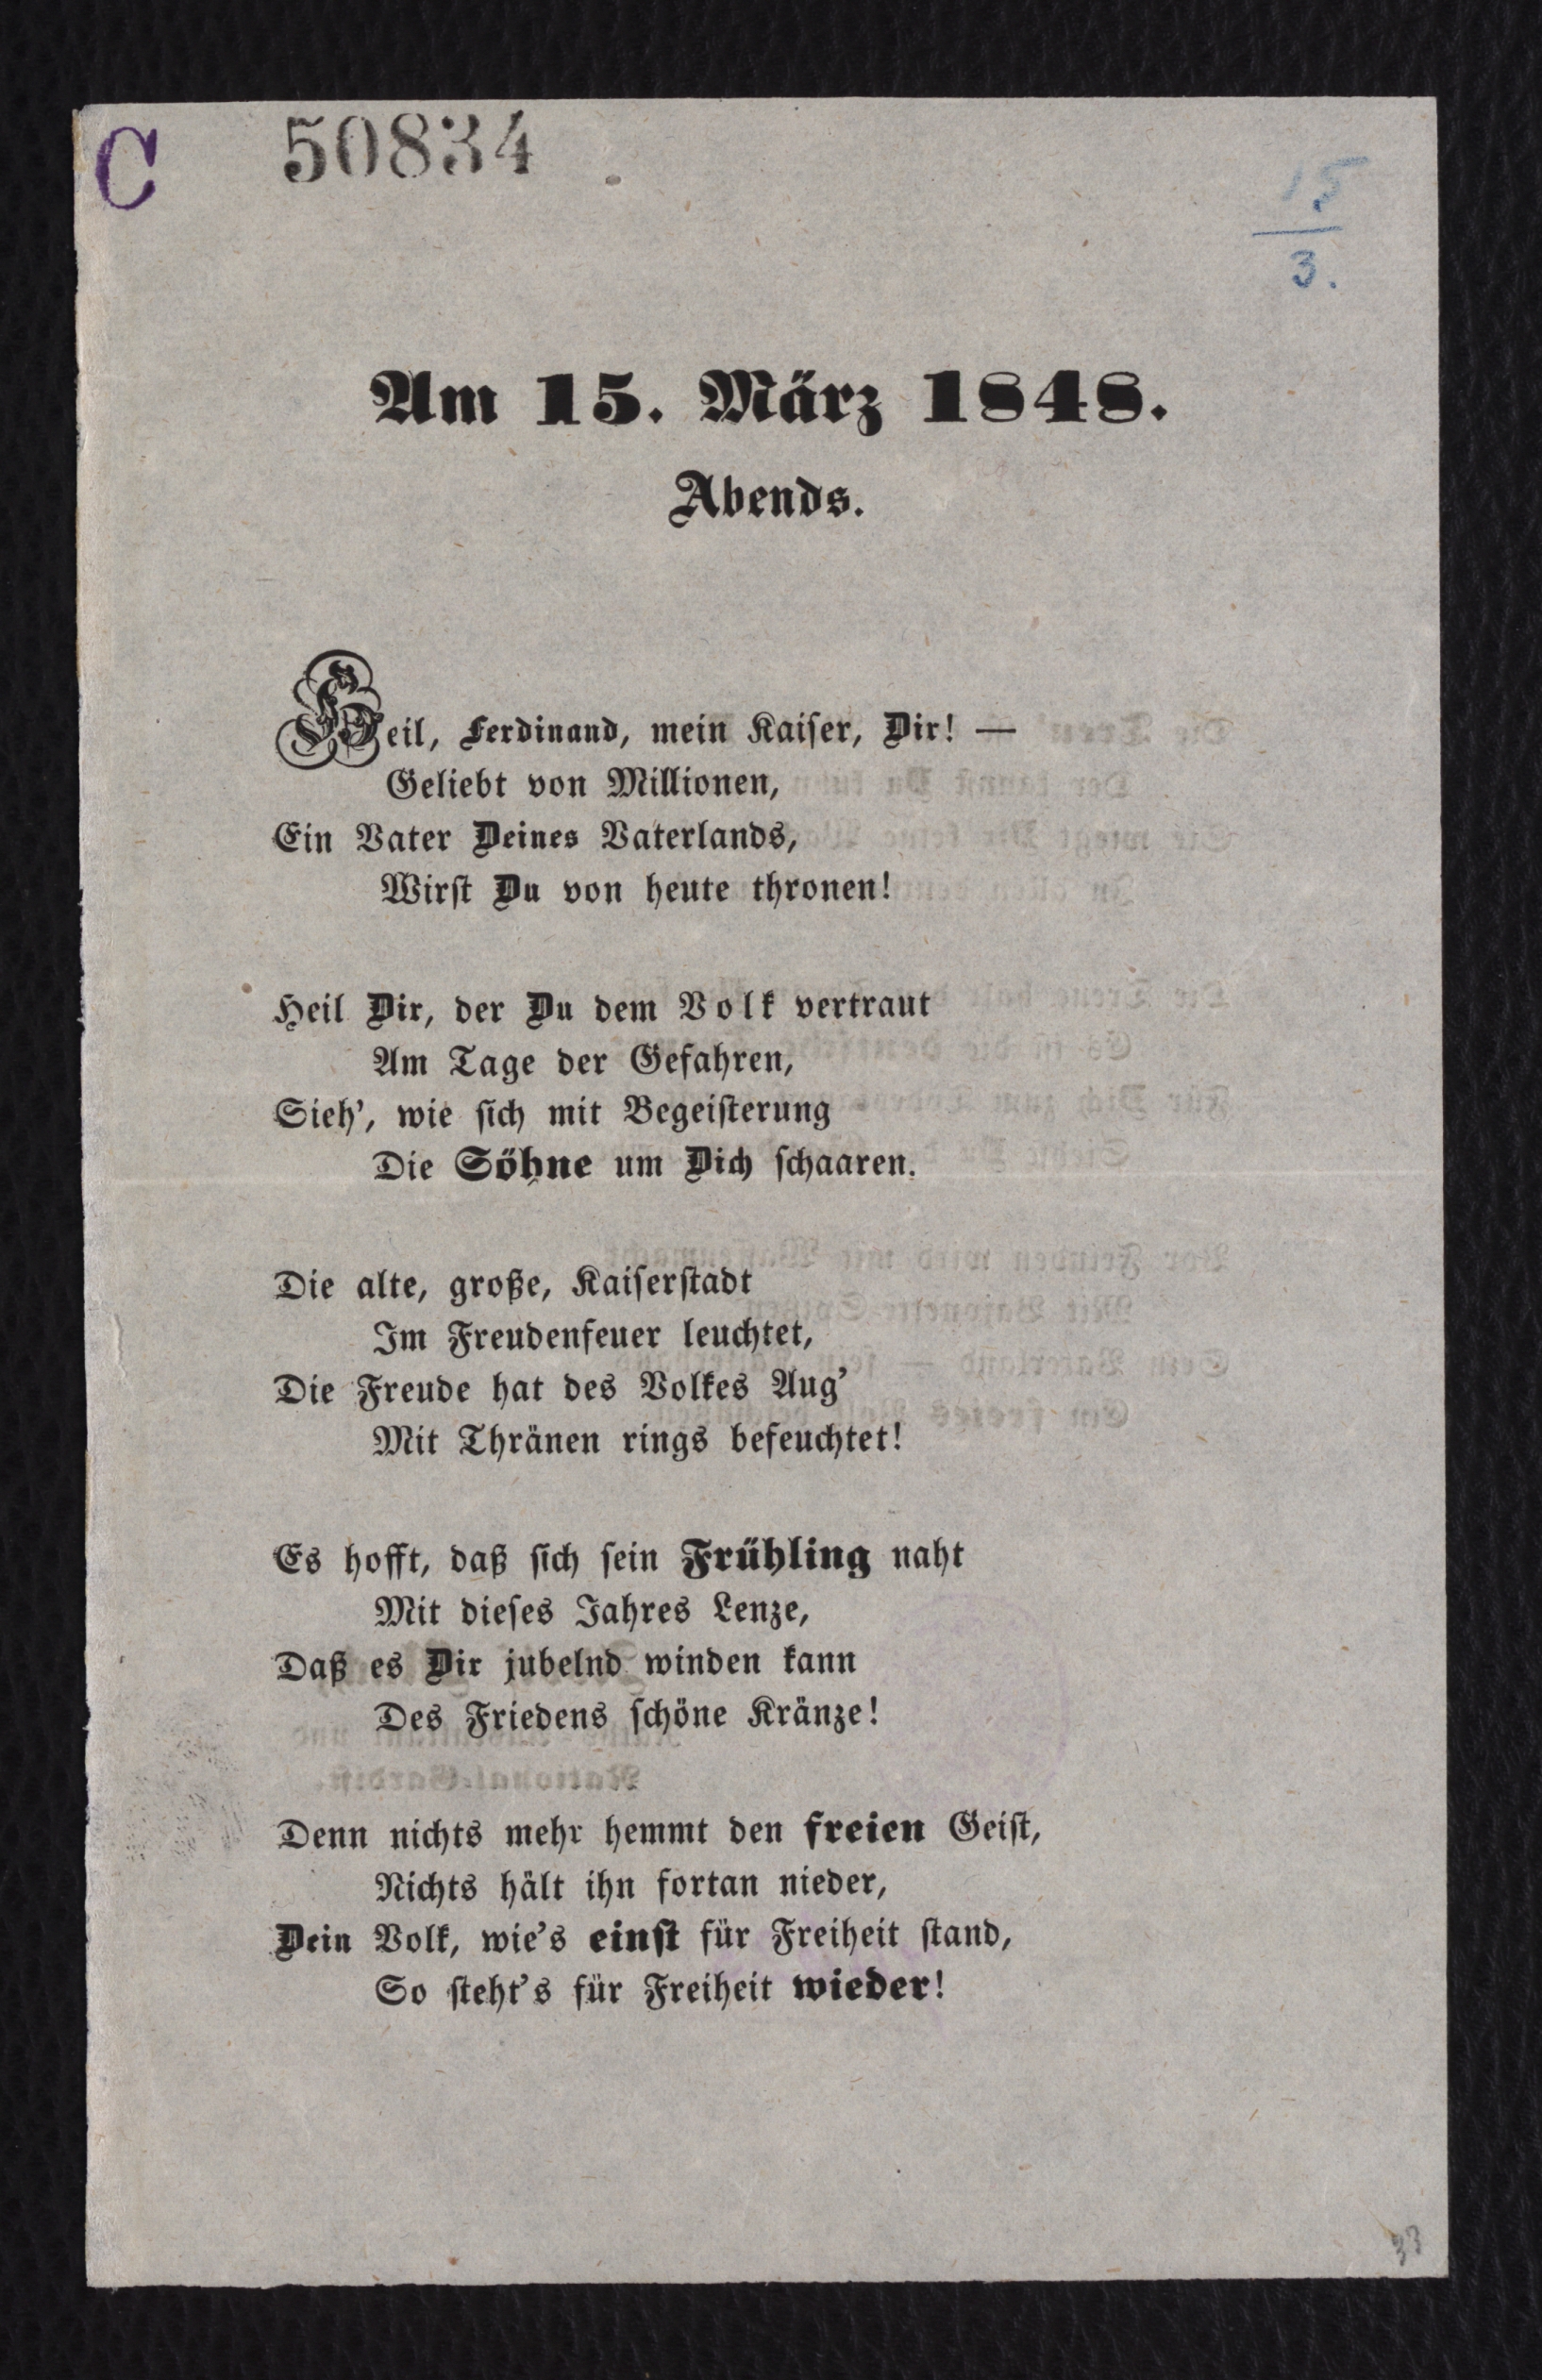 C 50834
15
3.
Am 15. März 1848.
Abends.
Heil, Ferdinand, mein Kaiſer, Dir! —
Geliebt von Millionen,
Ein Vater Deines Vaterlands,
Wirſt Du von heute thronen!
Heil Dir, der Du dem Volk vertraut
Am Tage der Gefahren,
Sieh', wie ſich mit Begeiſterung
Die Söhne um Dich ſchaaren.
Die alte, große, Kaiſerſtadt
Im Freudenfeuer leuchtet,
Die Freude hat des Volkes Aug'
Mit Thränen rings befeuchtet!
Es hofft, daß ſich ſein Frühling naht
Mit dieſes Jahres Lenze,
Daß es Dir jubelnd winden kann
Des Friedens ſchöne Kränze!
Denn nichts mehr hemmt den freien Geiſt,
Nichts hält ihn fortan nieder,
Dein Volk, wie's einſt für Freiheit ſtand,
So ſteht's für Freiheit wieder!
33